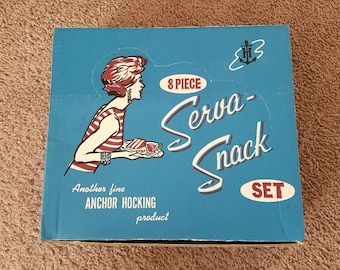 8 PIECE
Serva-
Snack
SET
Another fine
ANCHOR HOCKING
product